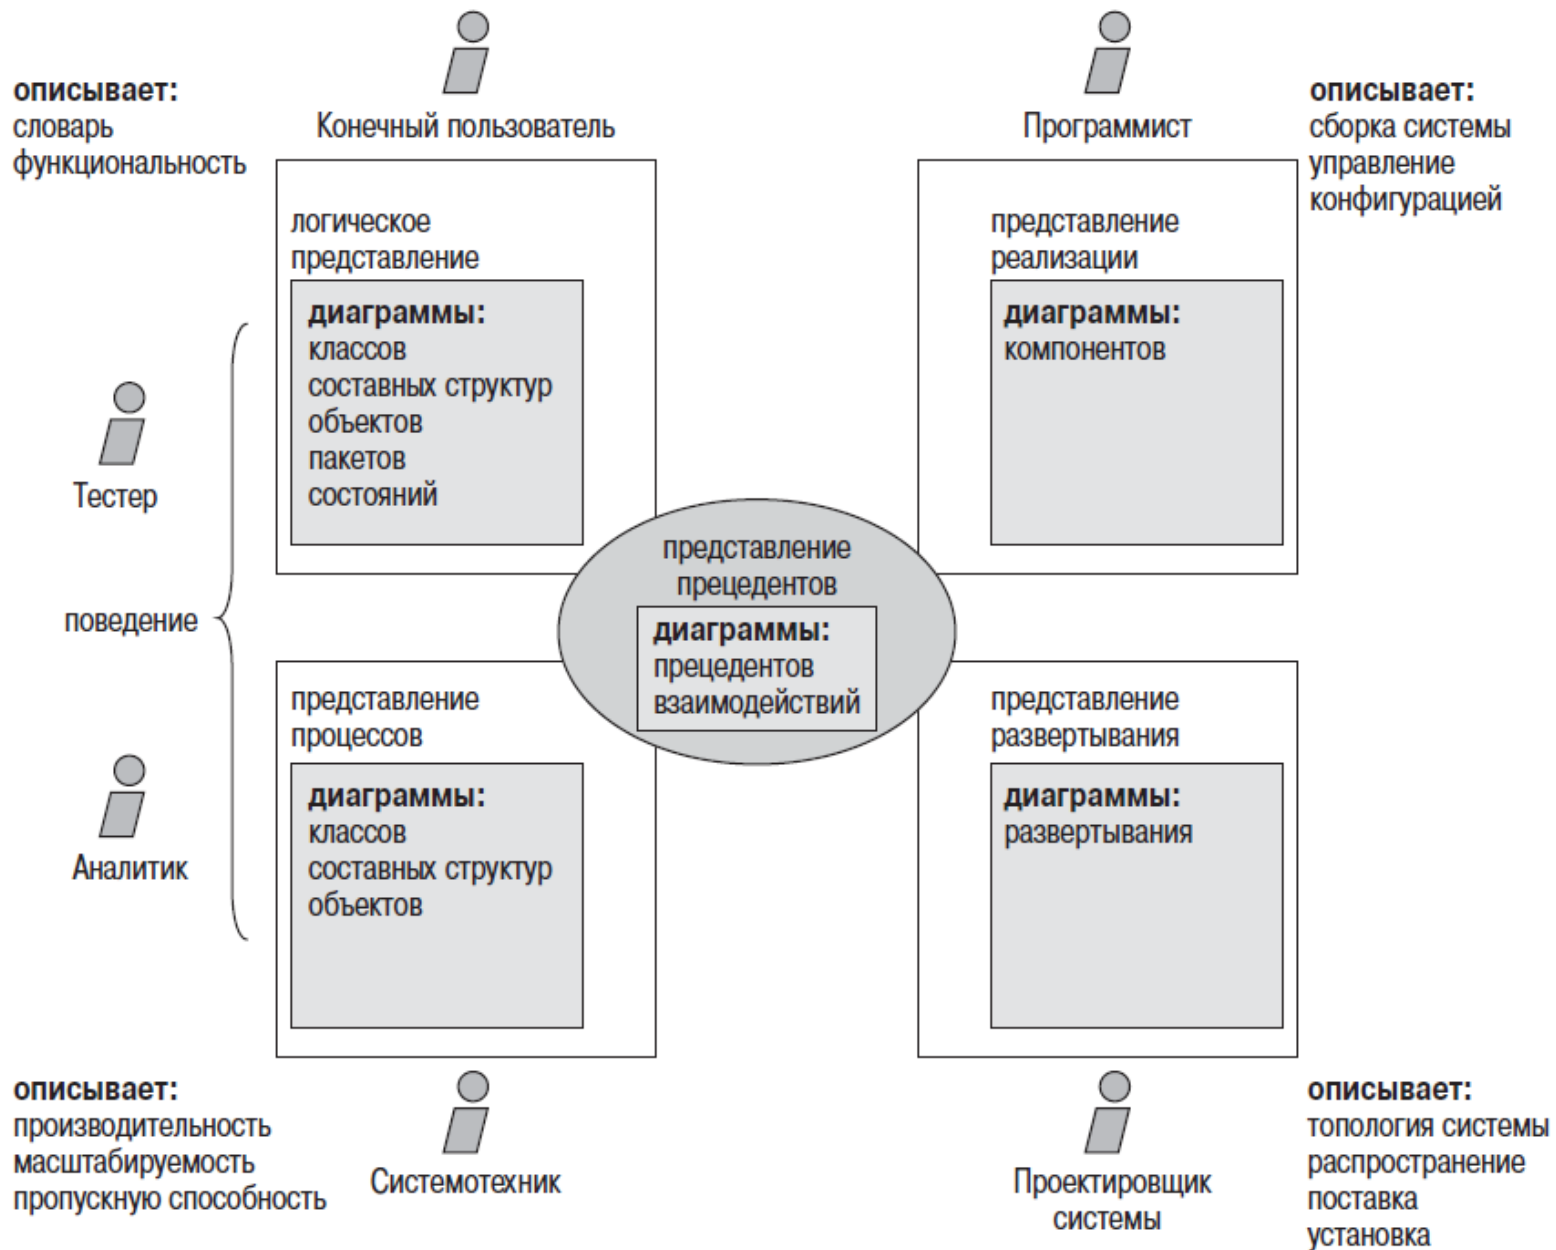 описывает:
словарь
функциональность
Конечный пользователь
Программист
описывает:
сборка системы
управление
конфигурацией
логическое
представление
диаграммы:
классов
составных структур
объектов
пакетов
состояний
представление
реализации
диаграммы:
компонентов
Тестер
поведение
Аналитик
представление
прецедентов
диаграммы:
прецедентов
взаимодействий
представление
процессов
диаграммы:
классов
составных структур
объектов
представление
развертывания
диаграммы:
развертывания
описывает:
производительность
масштабируемость
пропускную способность
Системотехник
Проектировщик
системы
описывает:
топология системы
распространение
поставка
установка